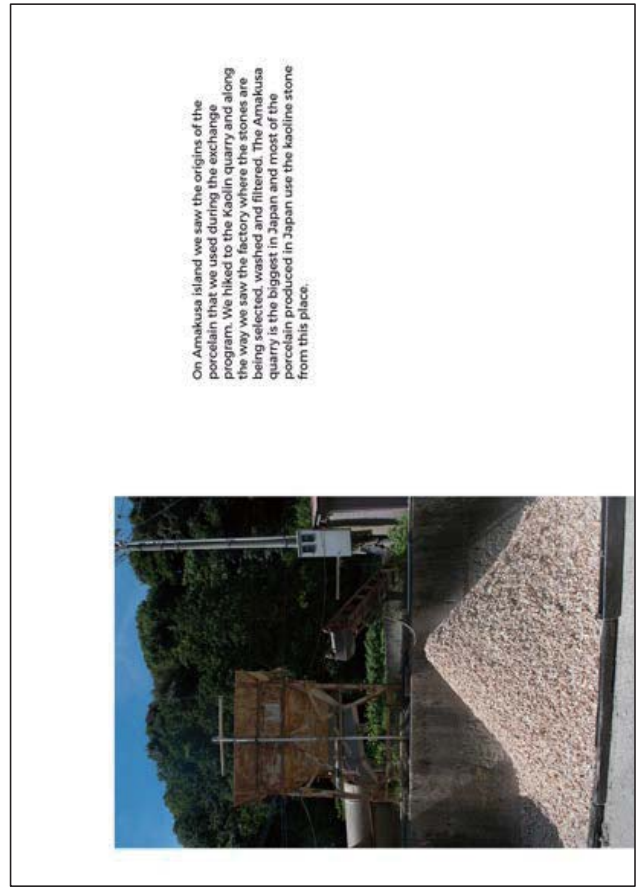 On Amakusa island we saw the origins of the
porcelain that we used during the exchange
program. We hiked to the Kaolin quarry and along
the way we saw the factory where the stones are
being selected, washed and filtered. The Amakusa
quarry is the biggest in Japan and most of the
porcelain produced in Japan use the kaoline stone
from this place.